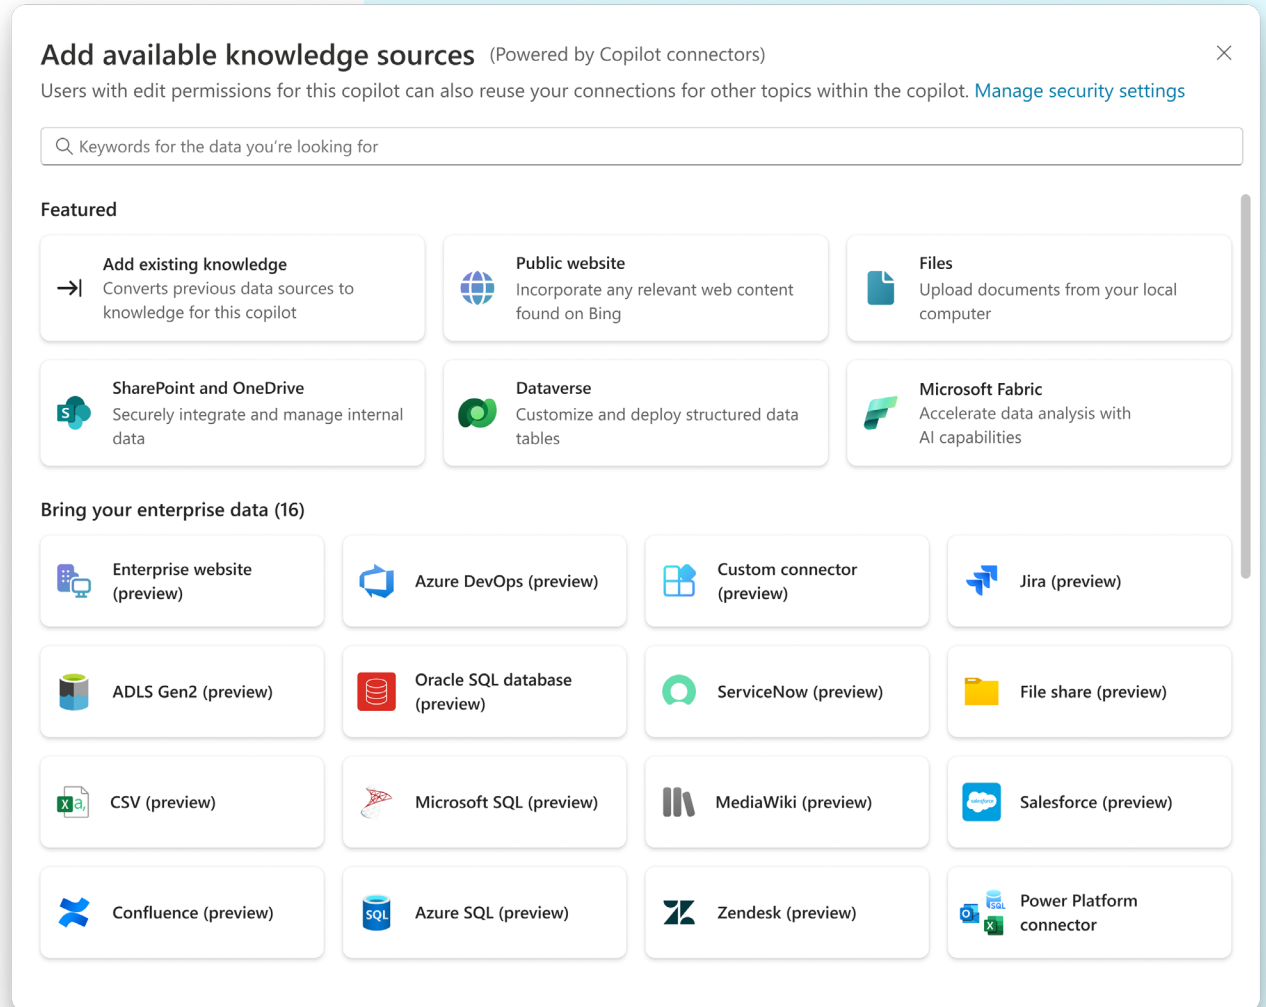 Add available knowledge sources (Powered by Copilot connectors)
Users with edit permissions for this copilot can also reuse your connections for other topics within the copilot. Manage security settings
Keywords for the data you're looking for
Featured
Add existing knowledge
Converts previous data sources to
knowledge for this copilot
Public website
Incorporate any relevant web content
found on Bing
Files
Upload documents from your local
computer
S
SharePoint and OneDrive
Securely integrate and manage internal
data
Dataverse
Customize and deploy structured data
tables
Microsoft Fabric
Accelerate data analysis with
AI capabilities
Bring your enterprise data (16)
Enterprise website
(preview)
Azure DevOps (preview)
Custom connector
(preview)
Jira (preview)
ADLS Gen2 (preview)
Oracle SQL database
(preview)
ServiceNow (preview)
File share (preview)
X a,
CSV (preview)
Microsoft SQL (preview)
MediaWiki (preview)
salesforce
Salesforce (preview)
Confluence (preview)
SQL
Azure SQL (preview)
Zendesk (preview)
SQL
O
X
Power Platform
connector